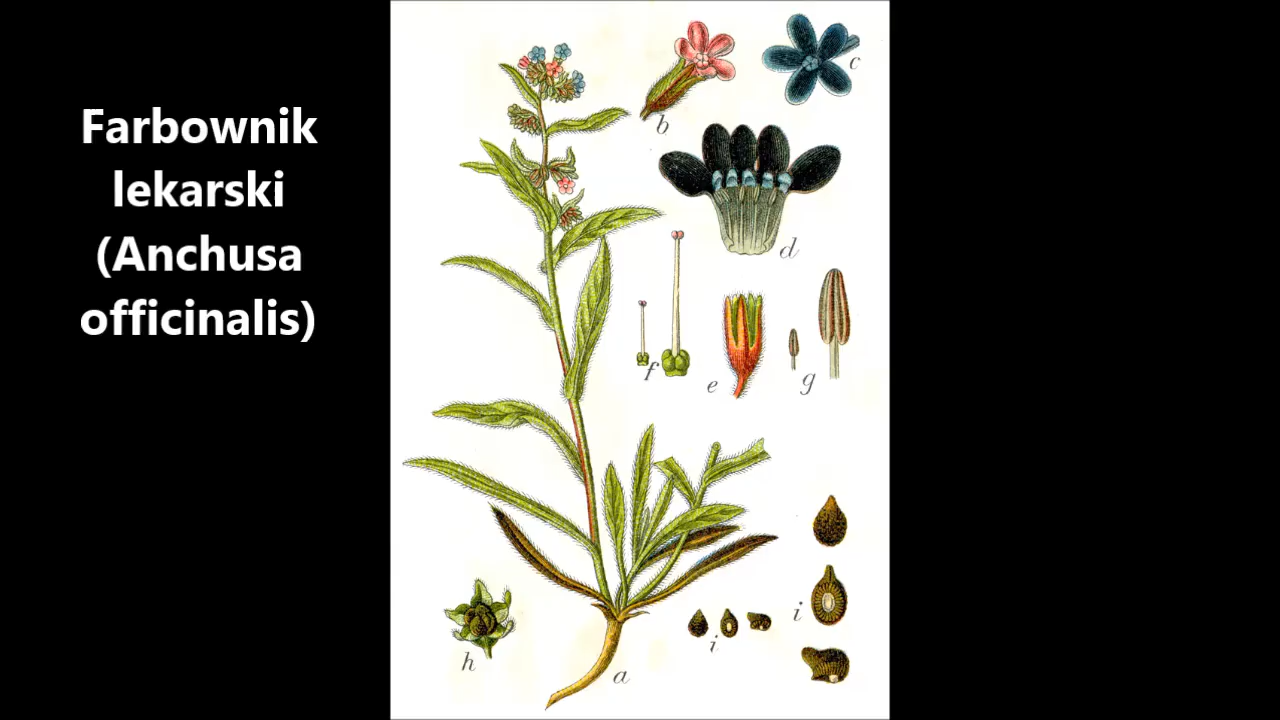 Farbownik
lekarski
(Anchusa
officinalis)
b
c
d
f
e
g
i
i
h
a